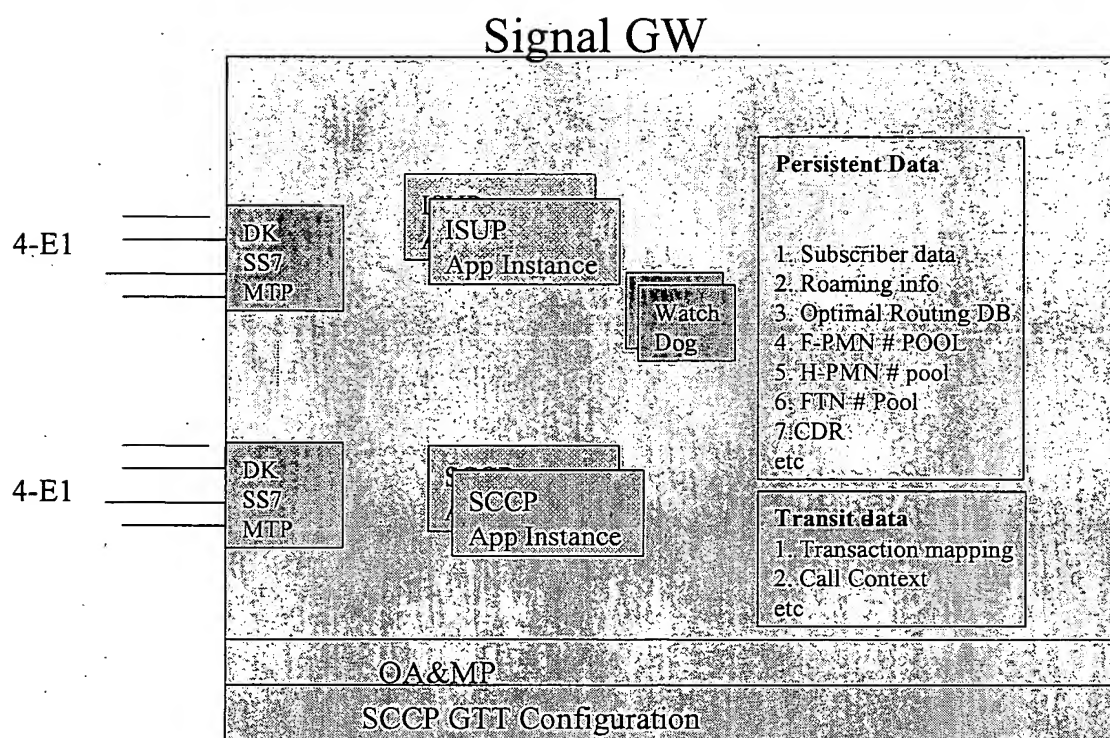 Signal GW
4-E1
DK
SS7
MTP
ISUP
App Instance
Watch
Dog
Persistent Data
1. Subscriber data
2. Roaming info
3. Optimal Routing DB
4. F-PMN # POOL
5. H-PMN # pool
6. FTN # Pool
7.CDR
etc
4-E1
DK
SS7
MTP
SCCP
App Instance
Transit data
1. Transaction mapping
2. Call Context
etc
OA&MP
SCCP GTT Configuration